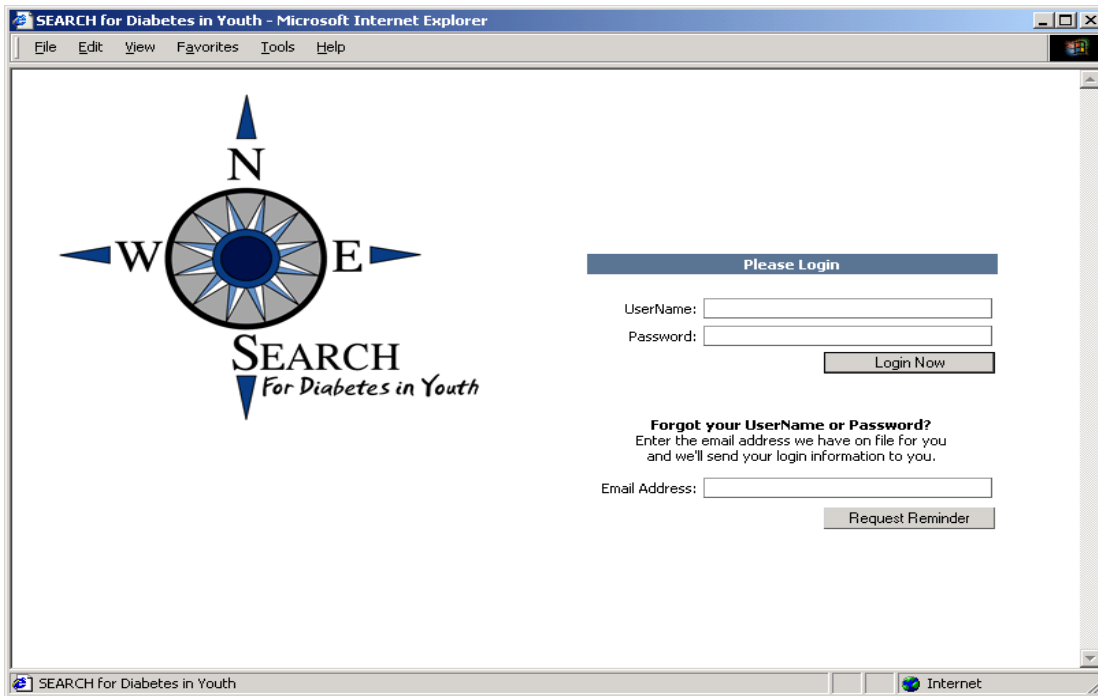 SEARCH for Diabetes in Youth - Microsoft Internet Explorer
File Edit View Favorites Tools Help
N
W E
SEARCH
For Diabetes in Youth
Please Login
UserName:
Password:
Login Now
Forgot your UserName or Password?
Enter the email address we have on file for you
and we'll send your login information to you.
Email Address:
Request Reminder
SEARCH for Diabetes in Youth Internet